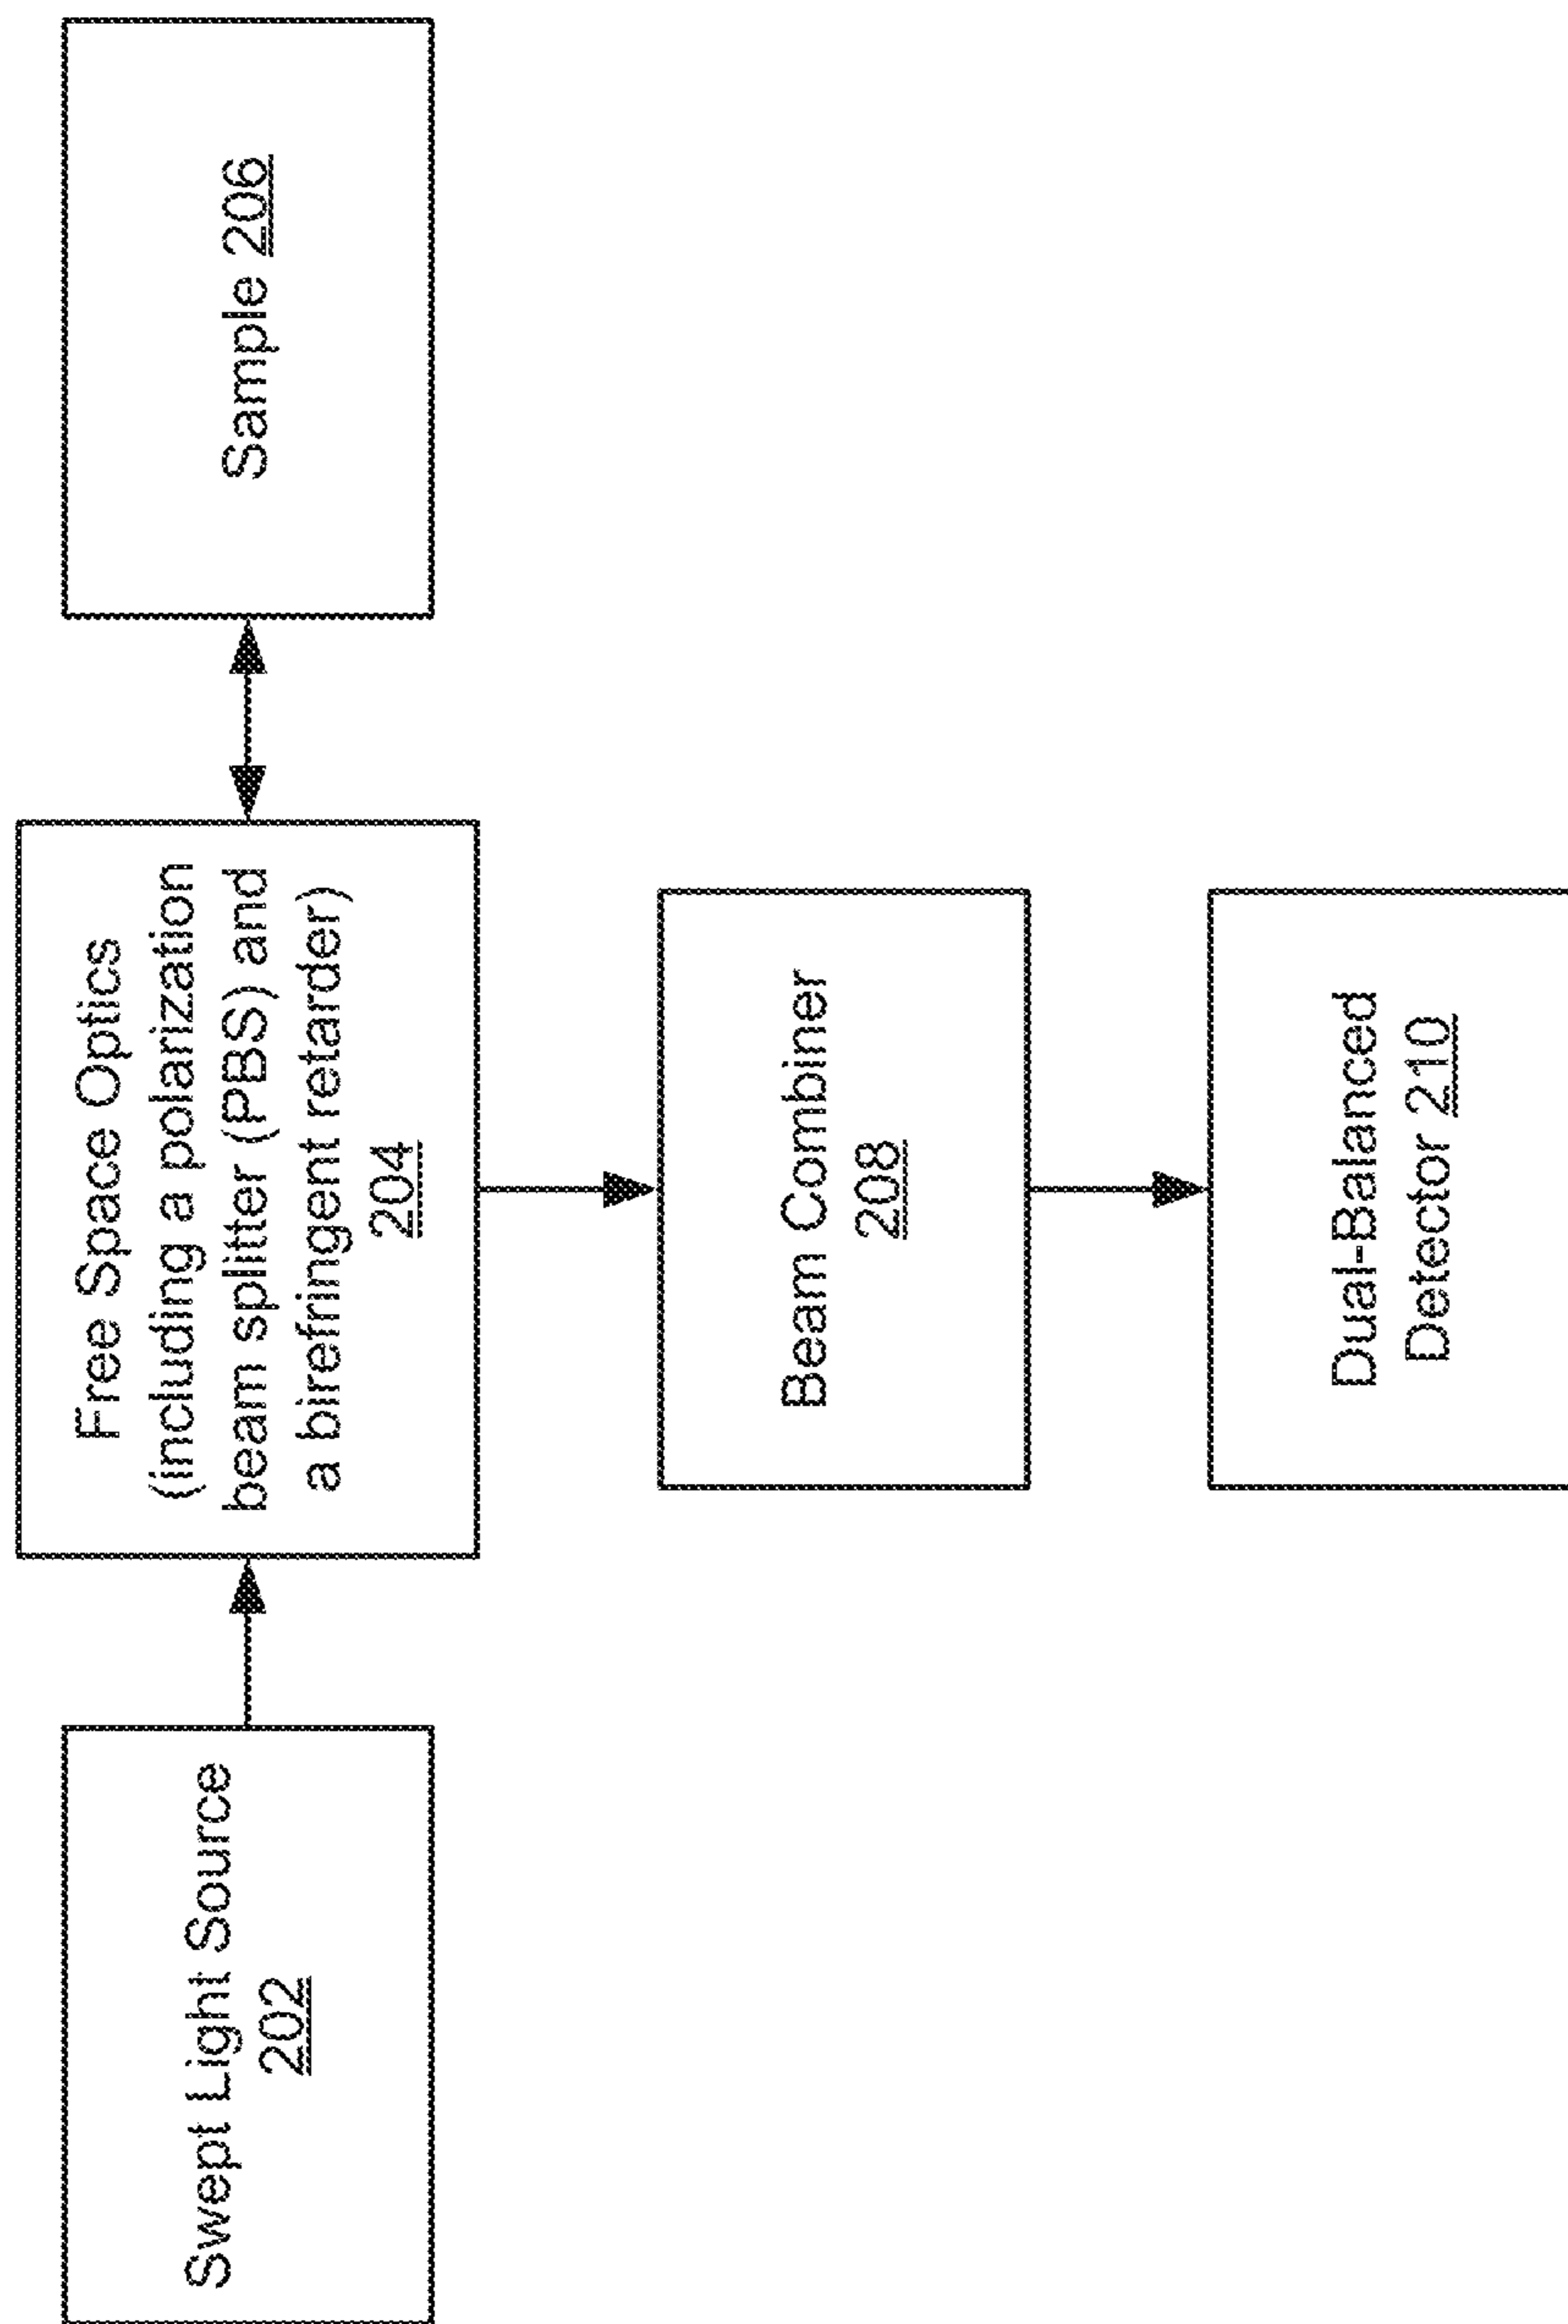 Swept Light Source
202
Free Space Optics
(including a polarization
beam splitter (PBS) and
a birefringent retarder)
204
Sample 206
Beam Combiner
208
Dual-Balanced
Detector 210